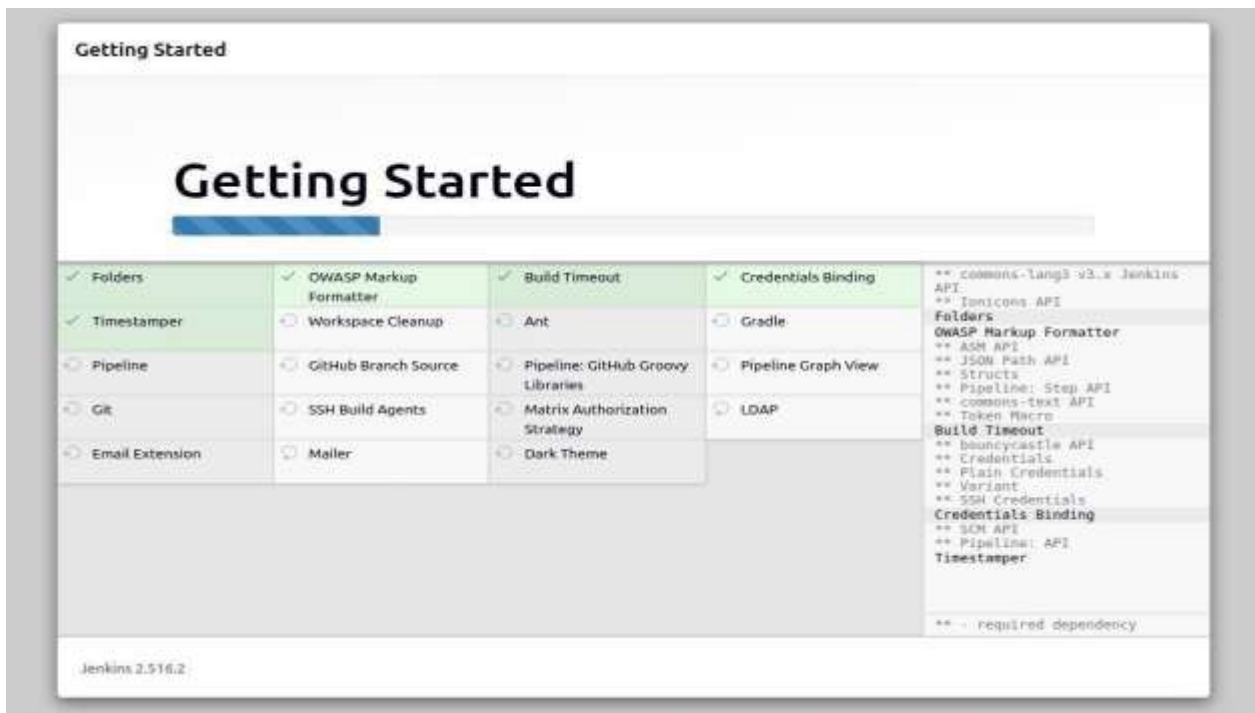 Getting Started
Getting Started
Folders
OWASP Markup
Formatter
Build Timeout
Credentials Binding
Timestamper
Workspace Cleanup
Ant
Gradle
Pipeline
GitHub Branch Source
Pipeline: GitHub Groovy
Libraries
Pipeline Graph View
Git
SSH Build Agents
Matrix Authorization
Strategy
LDAP
Email Extension
Mailer
Dark Theme
** commons-lang3 v3.x Jenkins
API
** Ionicons API
Folders
OWASP Markup Formatter
** ASM API
** JSON Path API
** Structs
** Pipeline: Step API
** commons-text API
** Token Macro
Build Timeout
** bouncycastle API
** Credentials
** Plain Credentials
** Variant
** SSH Credentials
Credentials Binding
** SCM API
** Pipeline: API
Timestamper
** - required dependency
Jenkins 2.516.2